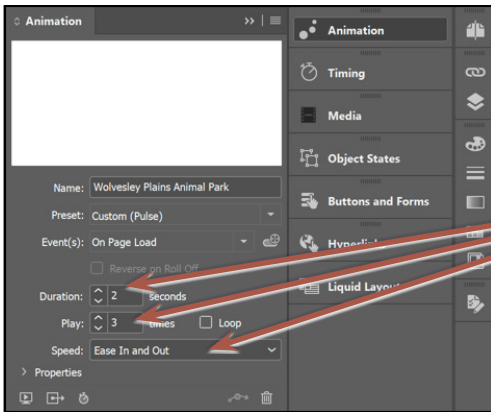 Animation
Name: Wolvesley Plains Animal Park
Preset: Custom (Pulse)
Event(s): On Page Load
Reverse on Roll Off
Duration: 2 seconds
Play: 3 times Loop
Speed: Ease In and Out
Properties
Animation
Timing
Media
Object States
Buttons and Forms
Liquid Layout